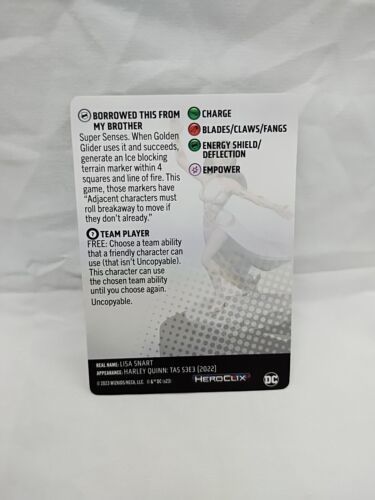 BORROWED THIS FROM
MY BROTHER
Super Senses. When Golden
Glider uses it and succeeds,
generate an Ice blocking
terrain marker within 4
squares and line of fire. This
game, those markers have
"Adjacent characters must
roll breakaway to move if
they don't already."
? TEAM PLAYER
FREE: Choose a team ability
that a friendly character can
use (that isn't Uncopyable).
This character can use
the chosen team ability
until you choose again.
Uncopyable.
CHARGE
BLADES/CLAWS/FANGS
ENERGY SHIELD/
DEFLECTION
EMPOWER
REAL NAME: LISA SNART
APPEARANCE: HARLEY QUINN: TAS S3E3 (2022)
© 2023 WIZKIDS/NECA, LLC. © & ™ DC (s23)
HEROCLIX
DC